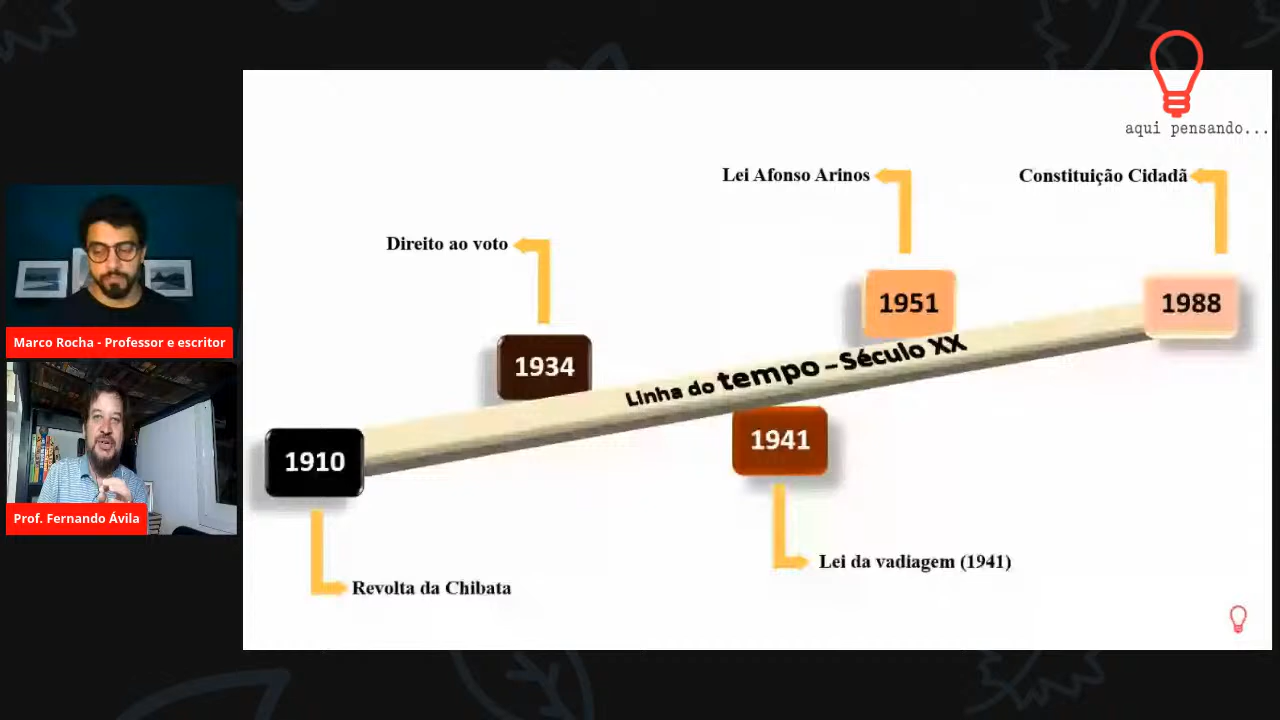 aqui pensando...
Lei Afonso Arinos
Constituição Cidadã
Direito ao voto
1951
1988
1934
Linha do tempo - Século XX
1941
1910
Lei da vadiagem (1941)
Revolta da Chibata
Marco Rocha - Professor e escritor
Prof. Fernando Ávila